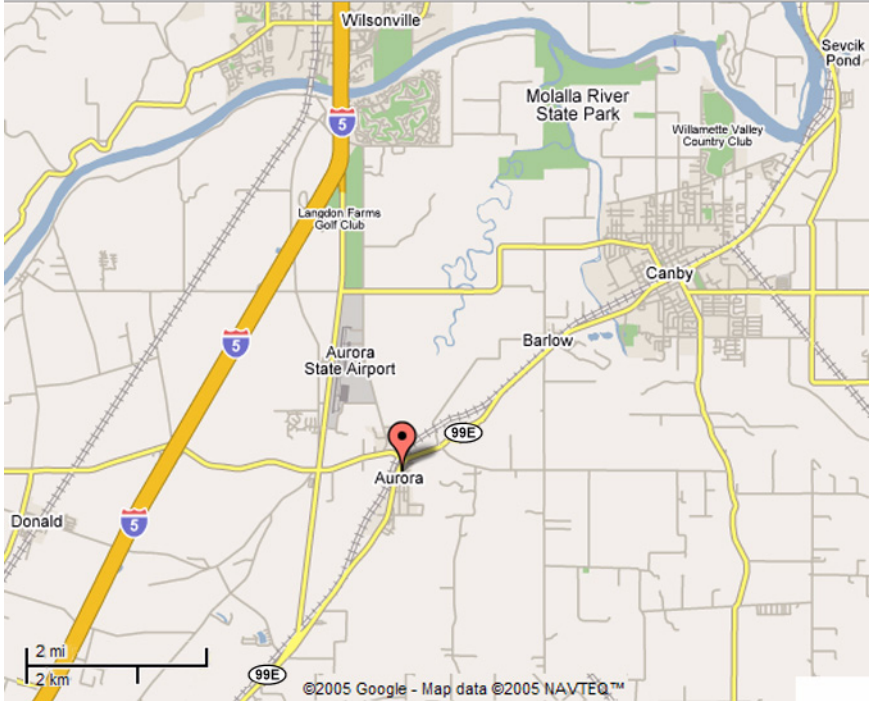 Wilsonville
Sevcik
Pond
Molalla River
State Park
5
Willamette Valley
Country Club
Langdon Farms
Golf Club
Canby
5
Barlow
Aurora
State Airport
99E
Aurora
Donald
5
2 mi
2 km
99E
©2005 Google - Map data ©2005 NAVTEQ™